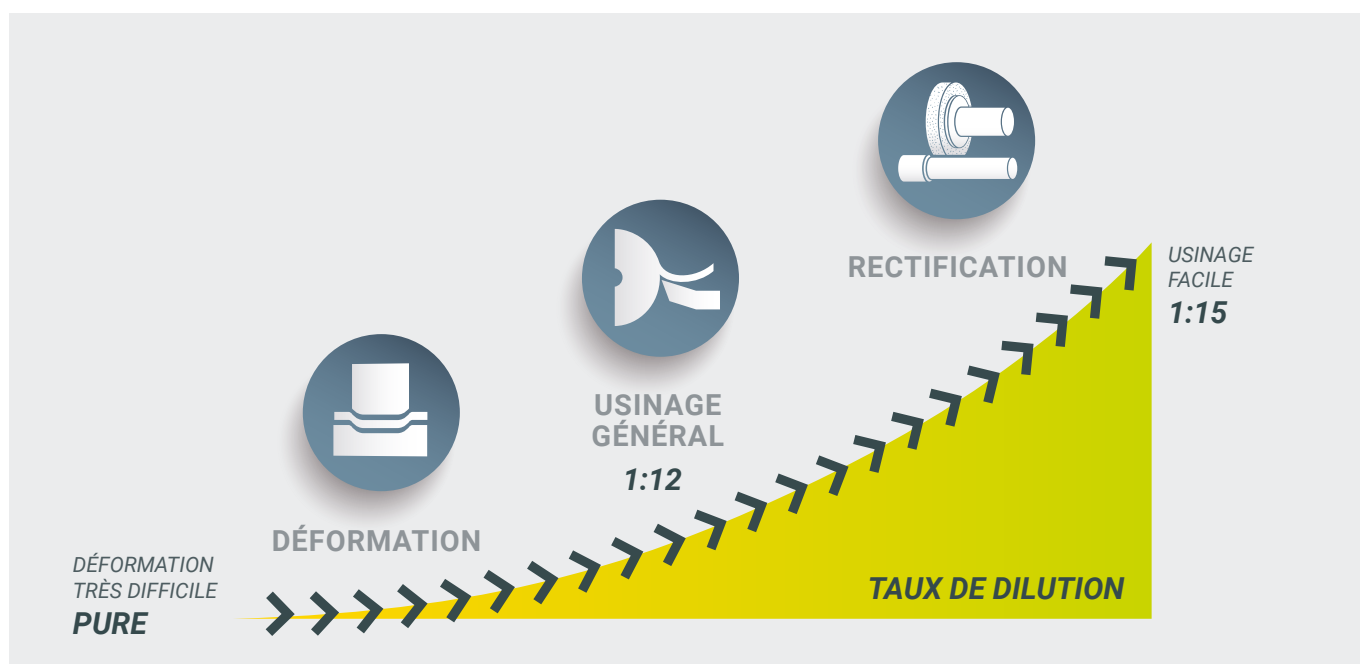 RECTIFICATION
USINAGE
FACILE
1:15
USINAGE
GÉNÉRAL
1:12
DÉFORMATION
DÉFORMATION
TRÈS DIFFICILE
PURE
TAUX DE DILUTION